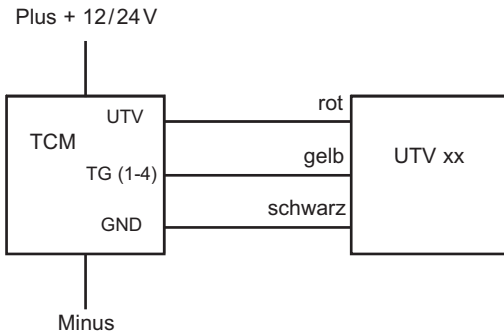 Plus + 12/24V
UTV
rot
TCM
UTV xx
gelb
TG (1-4)
schwarz
GND
Minus